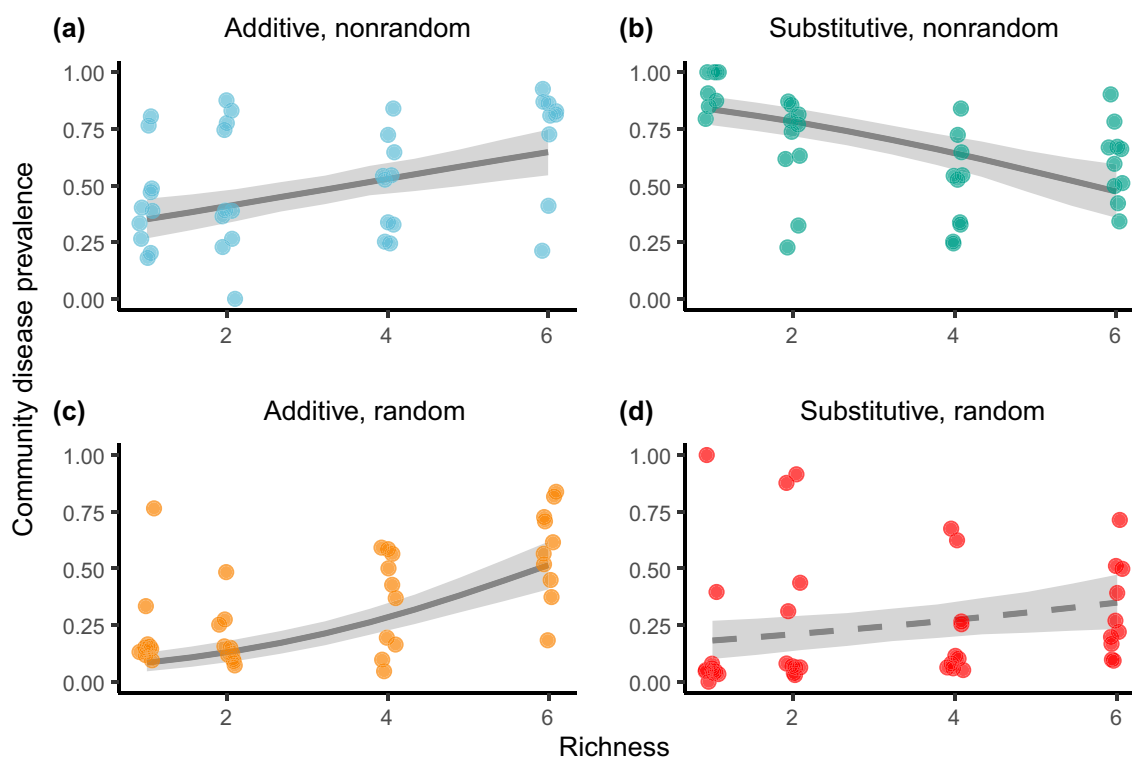 (a) Additive, nonrandom
(b) Substitutive, nonrandom
Community disease prevalence
1.00
0.75
0.50
0.25
0.00
2 4 6
1.00
0.75
0.50
0.25
0.00
2 4 6
(c) Additive, random
(d) Substitutive, random
1.00
0.75
0.50
0.25
0.00
2 4 6
1.00
0.75
0.50
0.25
0.00
2 4 6
Richness